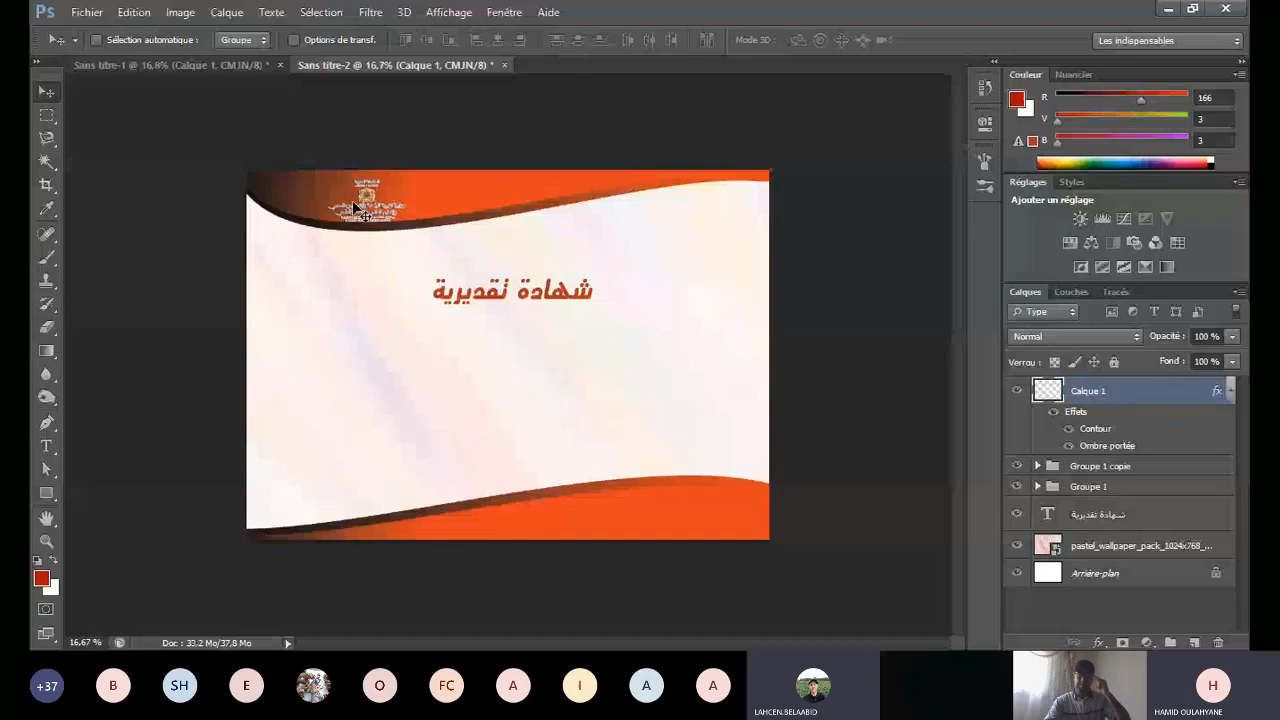 Ps Fichier Edition Image Calque Texte Sélection Filtre 3D Affichage Fenêtre Aide
Sélection automatique : Groupe Options de transf. Mode 3D : Les indispensables
Sans titre-1 @ 16,8% (Calque 1, CMJN/8) * × Sans titre-2 @ 16,7% (Calque 1, CMJN/8) * ×
Couleur Nuancier
R 166
V 3
B 3
Réglages Styles
Ajouter un réglage
شهادة تقديرية
Calques Couches Tracés
Type
Normal Opacité : 100 %
Verrou : Fond : 100 %
Calque 1 fx
Effets
Contour
Ombre portée
Groupe 1 copie
Groupe 1
T شهادة تقديرية
pastel_wallpaper_pack_1024x768_...
Arrière-plan
16,67 % Doc : 33,2 Mo/37,8 Mo
+37 B SH E O FC A I A A H
LAHCEN.BELAABID HAMID OULAHYANE